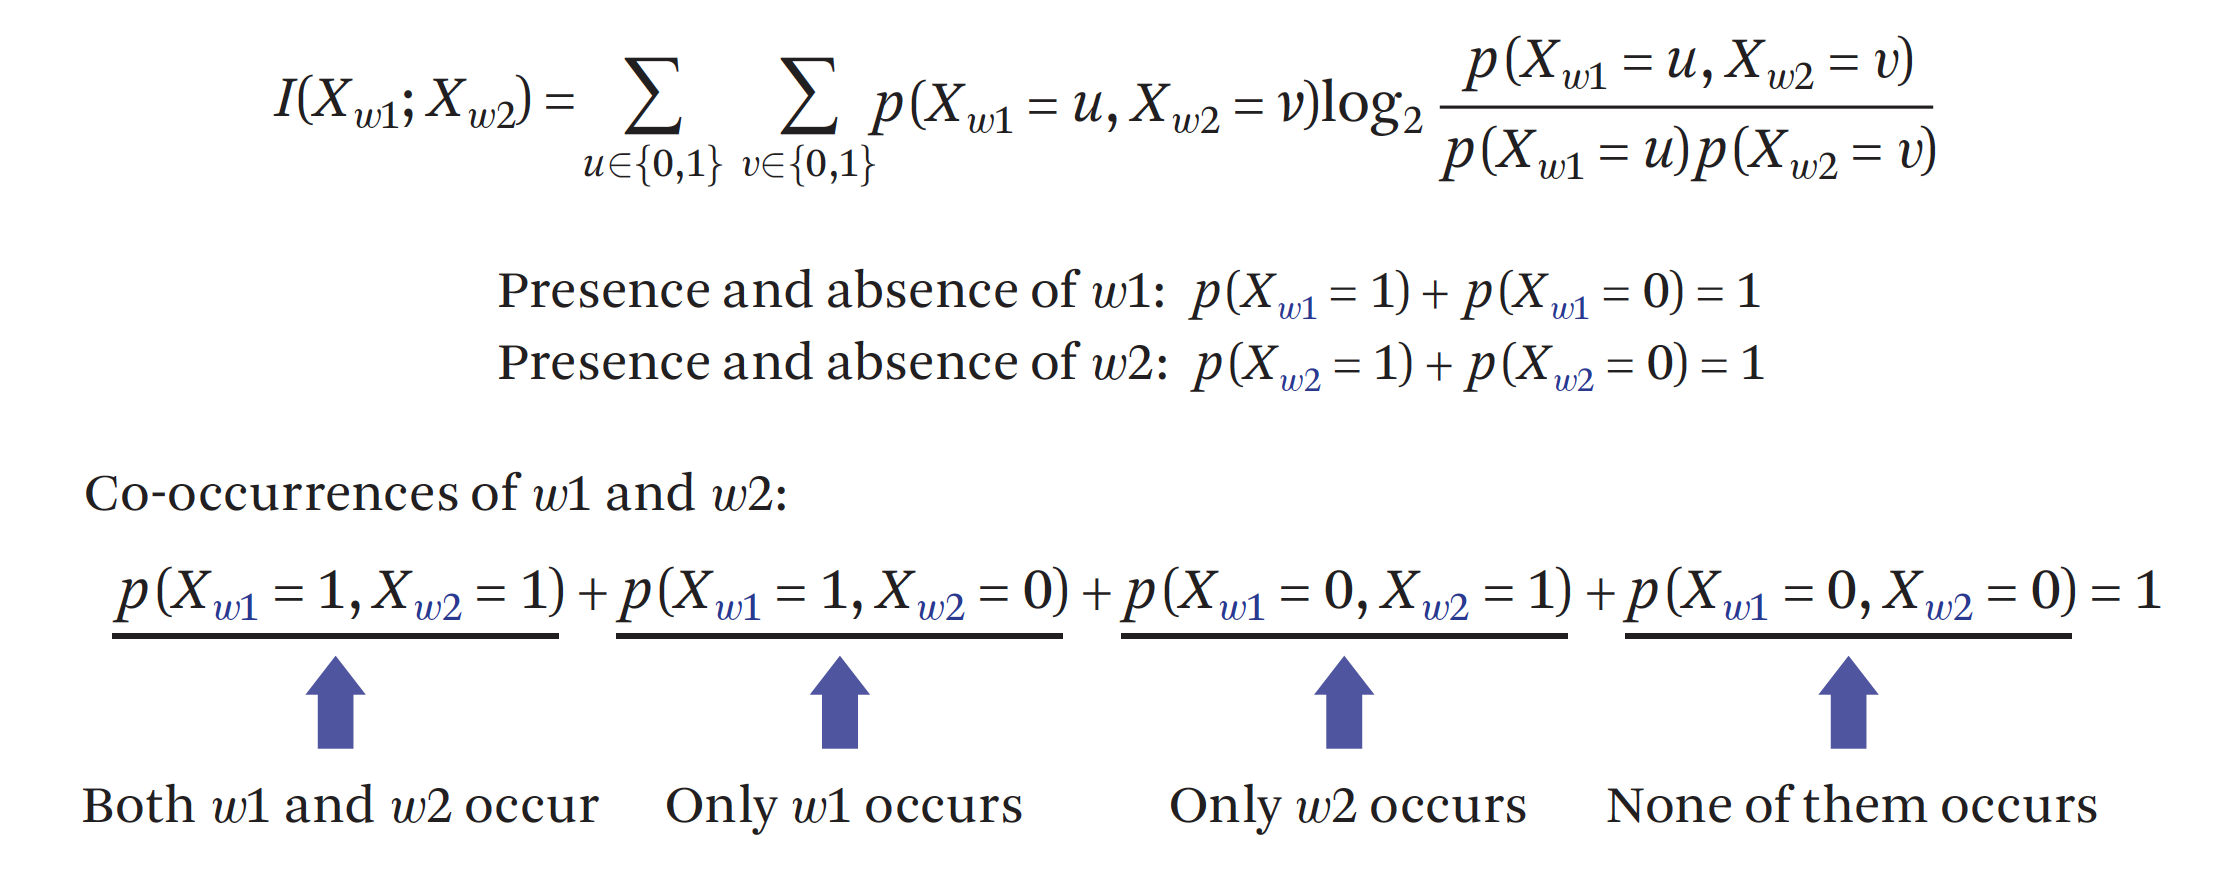 I(X_{w1}; X_{w2}) = ∑_{u∈{0,1}} ∑_{v∈{0,1}} p(X_{w1} = u, X_{w2} = v) log_2 \frac{p(X_{w1} = u, X_{w2} = v)}{p(X_{w1} = u)p(X_{w2} = v)}
Presence and absence of w1: p(X_{w1} = 1) + p(X_{w1} = 0) = 1
Presence and absence of w2: p(X_{w2} = 1) + p(X_{w2} = 0) = 1
Co-occurrences of w1 and w2:
p(X_{w1} = 1, X_{w2} = 1) + p(X_{w1} = 1, X_{w2} = 0) + p(X_{w1} = 0, X_{w2} = 1) + p(X_{w1} = 0, X_{w2} = 0) = 1
Both w1 and w2 occur Only w1 occurs Only w2 occurs None of them occurs